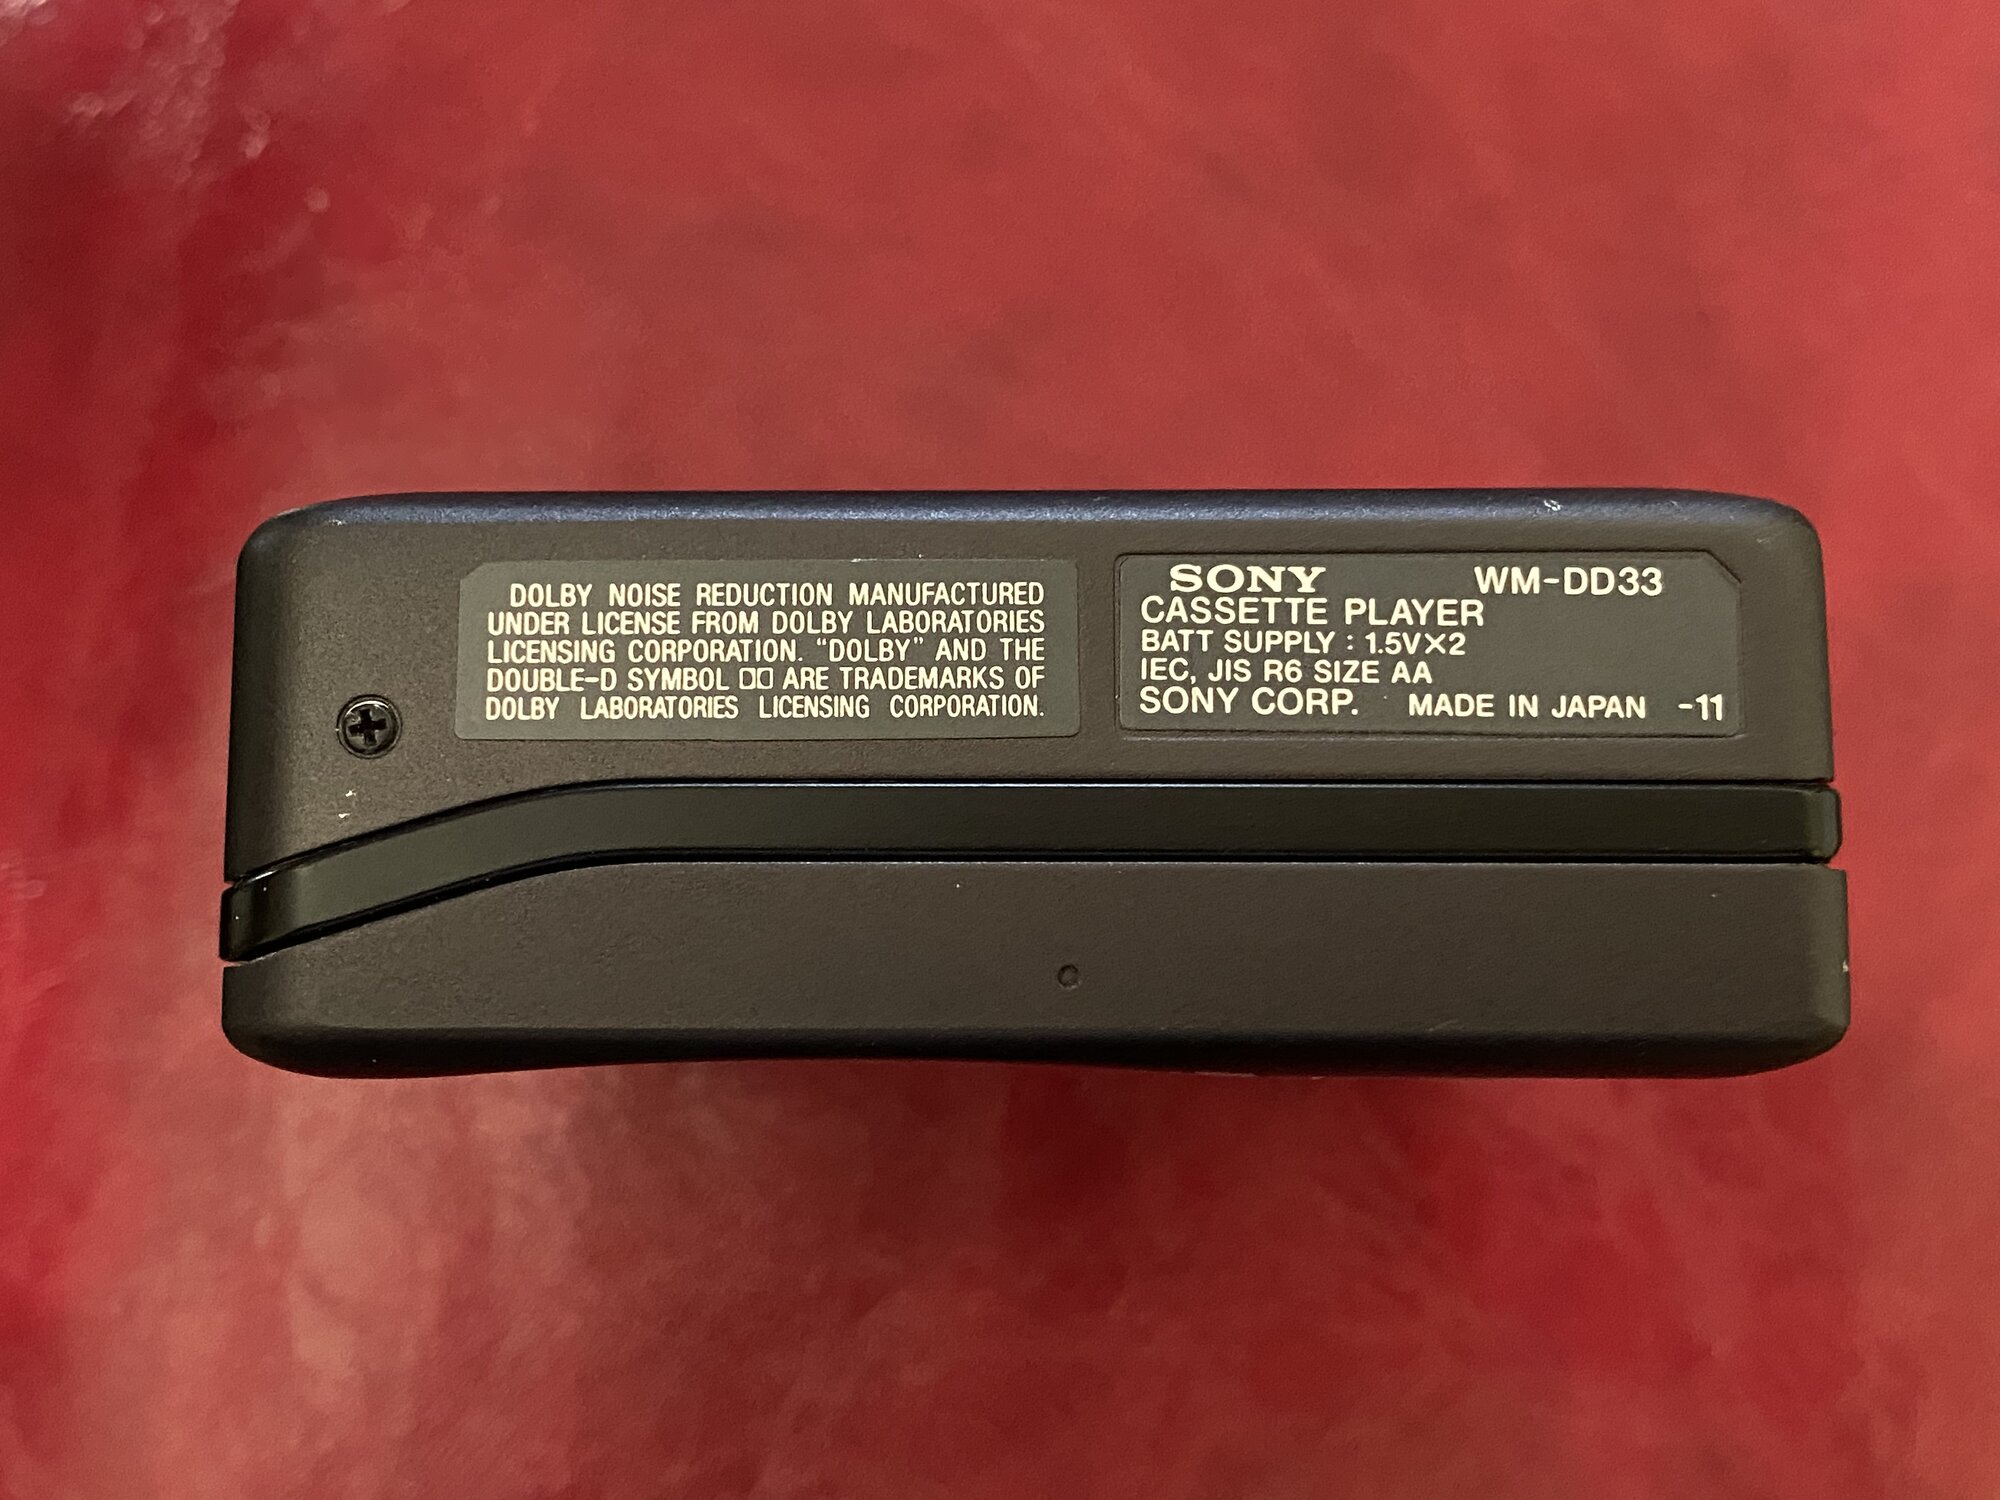 DOLBY NOISE REDUCTION MANUFACTURED
UNDER LICENSE FROM DOLBY LABORATORIES
LICENSING CORPORATION. “DOLBY” AND THE
DOUBLE-D SYMBOL ARE TRADEMARKS OF
DOLBY LABORATORIES LICENSING CORPORATION.
SONY WM-DD33
CASSETTE PLAYER
BATT SUPPLY : 1.5V×2
IEC, JIS R6 SIZE AA
SONY CORP. MADE IN JAPAN -11